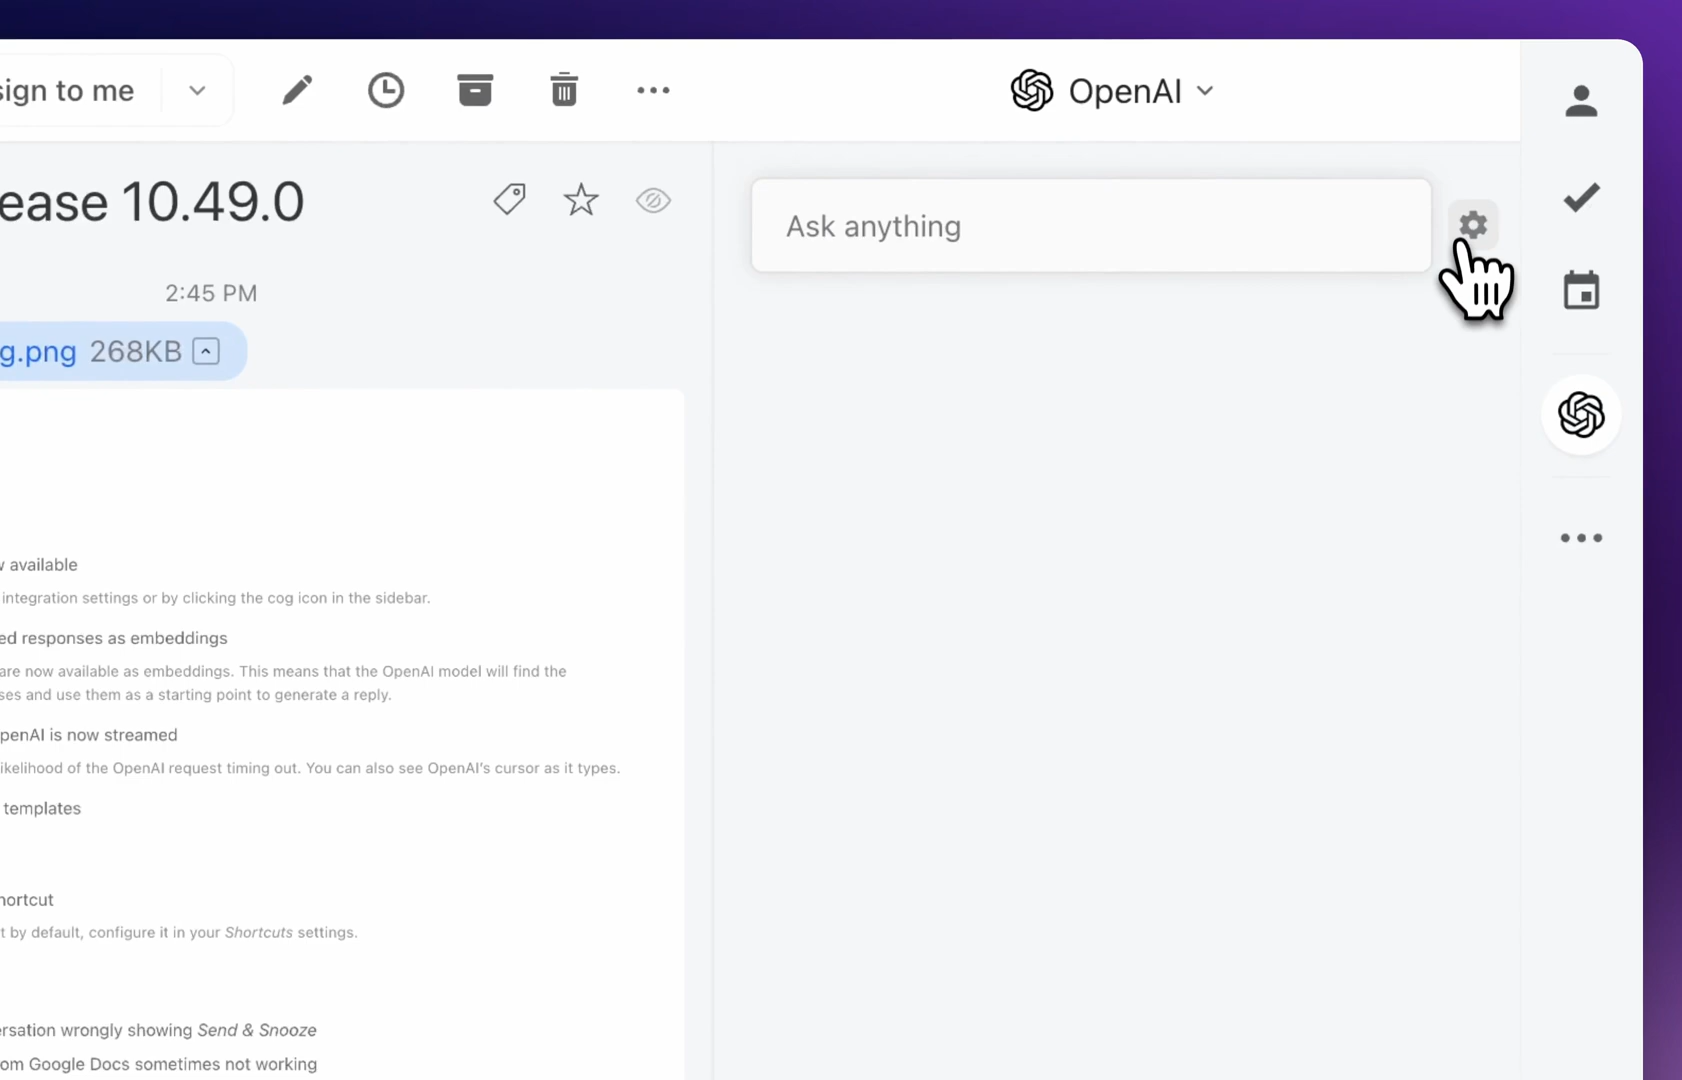 sign to me
OpenAI
ease 10.49.0
Ask anything
2:45 PM
g.png 268KB
available
integration settings or by clicking the cog icon in the sidebar.
ed responses as embeddings
are now available as embeddings. This means that the OpenAI model will find the
ses and use them as a starting point to generate a reply.
penAI is now streamed
ikelihood of the OpenAI request timing out. You can also see OpenAI's cursor as it types.
templates
hortcut
t by default, configure it in your Shortcuts settings.
ersation wrongly showing Send & Snooze
om Google Docs sometimes not working